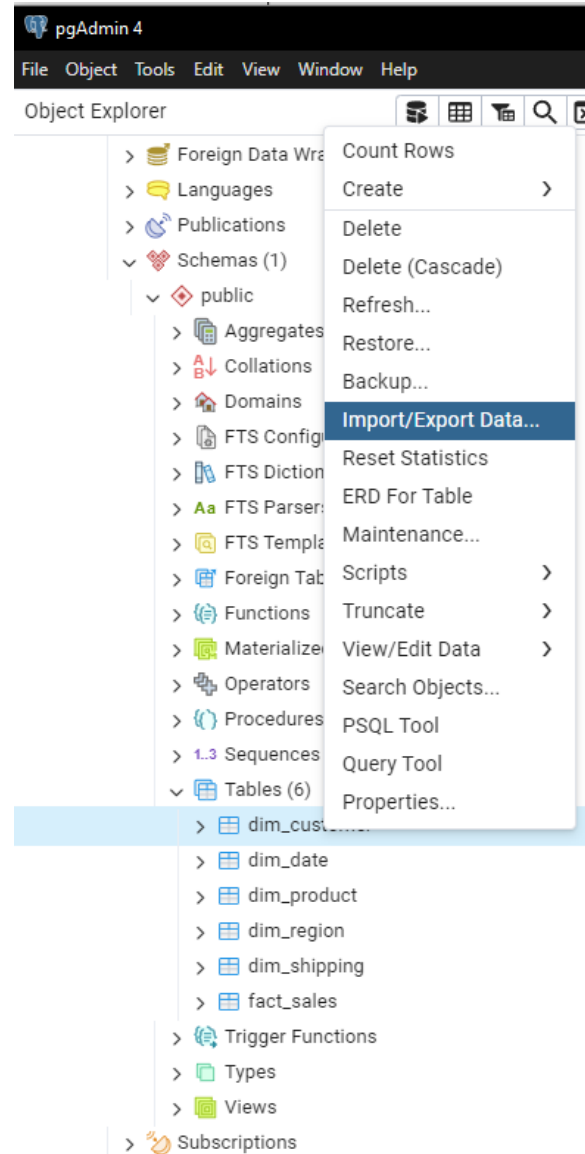 pgAdmin 4
File Object Tools Edit View Window Help
Object Explorer
Foreign Data Wra
Languages
Publications
Schemas (1)
public
Aggregates
Collations
Domains
FTS Config
FTS Diction
FTS Parser
FTS Templa
Foreign Tab
Functions
Materialize
Operators
Procedures
1..3 Sequences
Tables (6)
dim_customer
dim_date
dim_product
dim_region
dim_shipping
fact_sales
Trigger Functions
Types
Views
Subscriptions
Count Rows
Create
Delete
Delete (Cascade)
Refresh...
Restore...
Backup...
Import/Export Data...
Reset Statistics
ERD For Table
Maintenance...
Scripts
Truncate
View/Edit Data
Search Objects...
PSQL Tool
Query Tool
Properties...